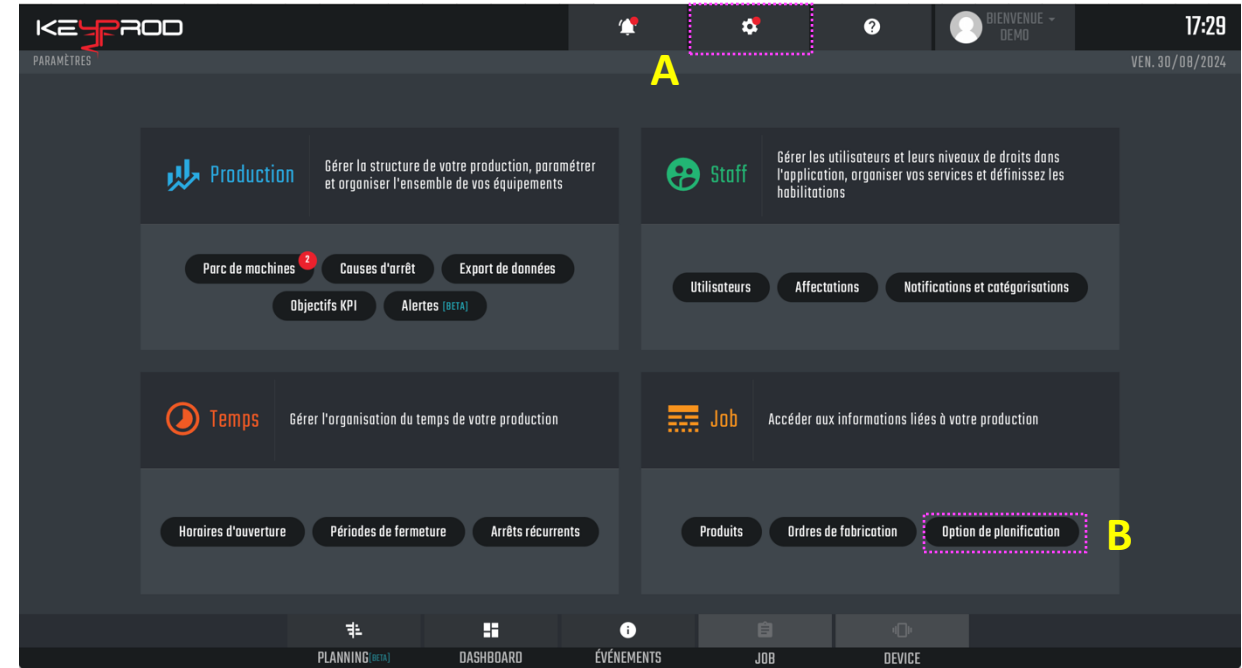 KEYPROD
BIENVENUE
DEMO
17:29
A
PARAMÈTRES
VEN. 30/08/2024
Production
Gérer la structure de votre production, paramétrer
et organiser l'ensemble de vos équipements
Staff
Gérer les utilisateurs et leurs niveaux de droits dans
l'application, organiser vos services et définissez les
habilitations
Parc de machines 2
Causes d'arrêt
Export de données
Objectifs KPI
Alertes [BETA]
Utilisateurs
Affectations
Notifications et catégorisations
Temps
Gérer l'organisation du temps de votre production
Job
Accéder aux informations liées à votre production
Horaires d'ouverture
Périodes de fermeture
Arrêts récurrents
Produits
Ordres de fabrication
Option de planification
B
PLANNING[BETA]
DASHBOARD
ÉVÉNEMENTS
JOB
DEVICE